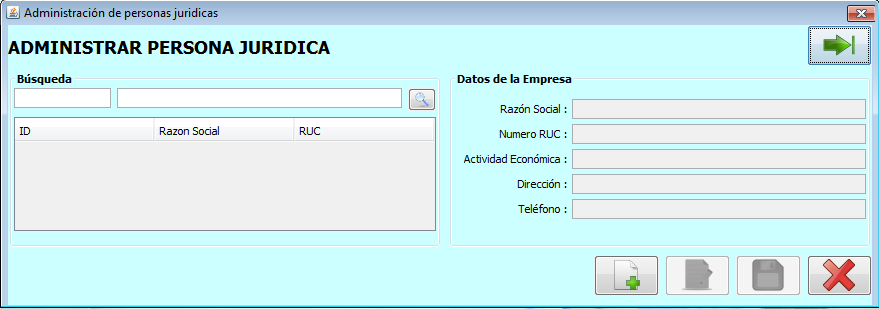 Administración de personas juridicas
ADMINISTRAR PERSONA JURIDICA
Búsqueda
ID Razon Social RUC
Datos de la Empresa
Razón Social :
Numero RUC :
Actividad Económica :
Dirección :
Teléfono :